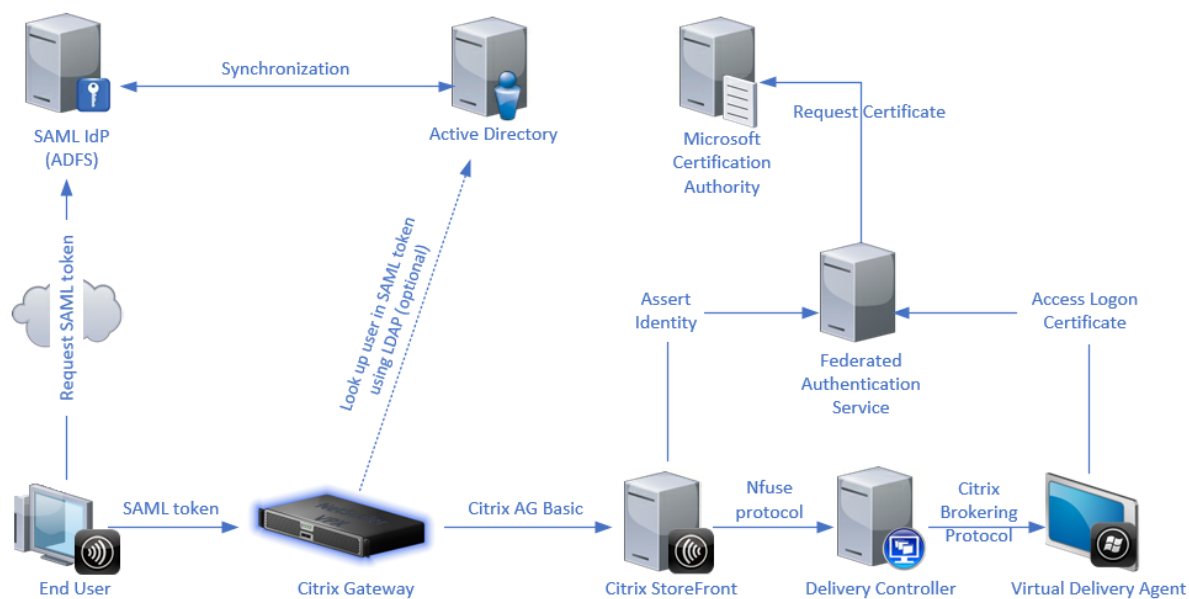 Synchronization
SAML IdP
(ADFS)
Active Directory
Request Certificate
Microsoft
Certification
Authority
Request SAML token
Look up user in SAML token
using LDAP (optional)
Assert
Identity
Access Logon
Certificate
Federated
Authentication
Service
SAML token
Citrix AG Basic
Nfuse
protocol
Citrix
Brokering
Protocol
End User
Citrix Gateway
Citrix StoreFront
Delivery Controller
Virtual Delivery Agent